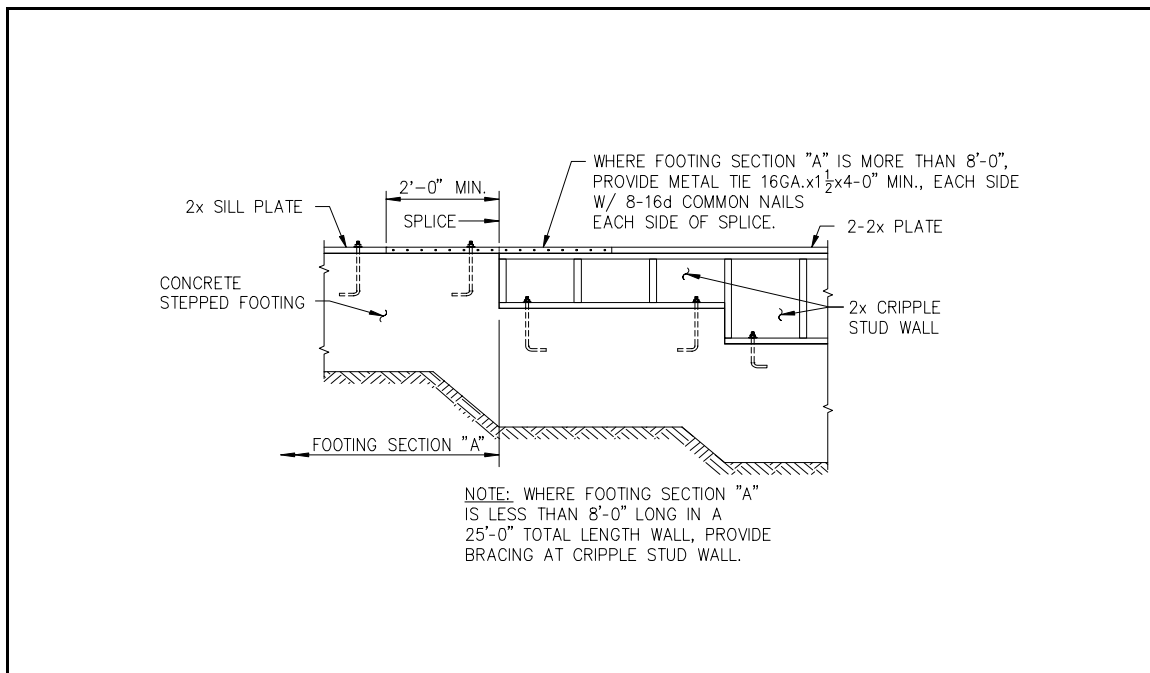 WHERE FOOTING SECTION "A" IS MORE THAN 8'-0",
PROVIDE METAL TIE 16GA.x1½x4-0" MIN., EACH SIDE
W/ 8-16d COMMON NAILS
EACH SIDE OF SPLICE.
2'-0" MIN.
2x SILL PLATE
SPLICE
2-2x PLATE
CONCRETE
STEPPED FOOTING
2x CRIPPLE
STUD WALL
FOOTING SECTION "A"
NOTE: WHERE FOOTING SECTION "A"
IS LESS THAN 8'-0" LONG IN A
25'-0" TOTAL LENGTH WALL, PROVIDE
BRACING AT CRIPPLE STUD WALL.